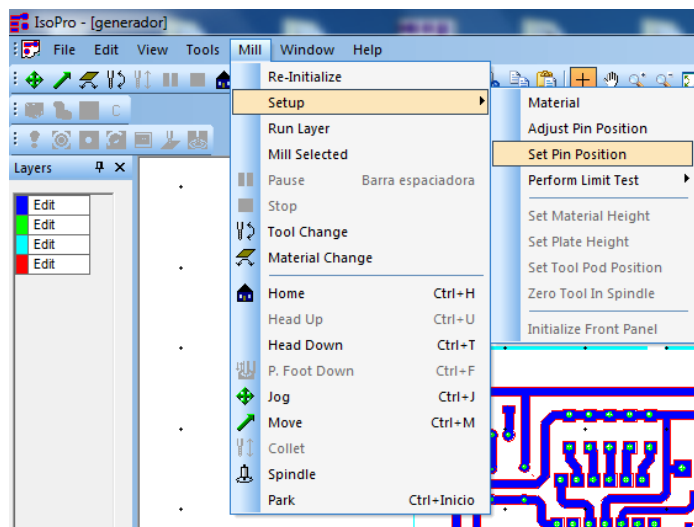 IsoPro - [generador]
File Edit View Tools Mill Window Help
Re-Initialize
Setup
Run Layer
Mill Selected
Pause Barra espaciadora
Stop
Tool Change
Material Change
Home Ctrl+H
Head Up Ctrl+U
Head Down Ctrl+T
P. Foot Down Ctrl+F
Jog Ctrl+J
Move Ctrl+M
Collet
Spindle
Park Ctrl+Inicio
Material
Adjust Pin Position
Set Pin Position
Perform Limit Test
Set Material Height
Set Plate Height
Set Tool Pod Position
Zero Tool In Spindle
Initialize Front Panel
C
Layers
Edit
Edit
Edit
Edit